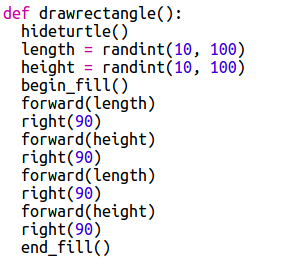 def drawrectangle():
  hideturtle()
  length = randint(10, 100)
  height = randint(10, 100)
  begin_fill()
  forward(length)
  right(90)
  forward(height)
  right(90)
  forward(length)
  right(90)
  forward(height)
  right(90)
  end_fill()